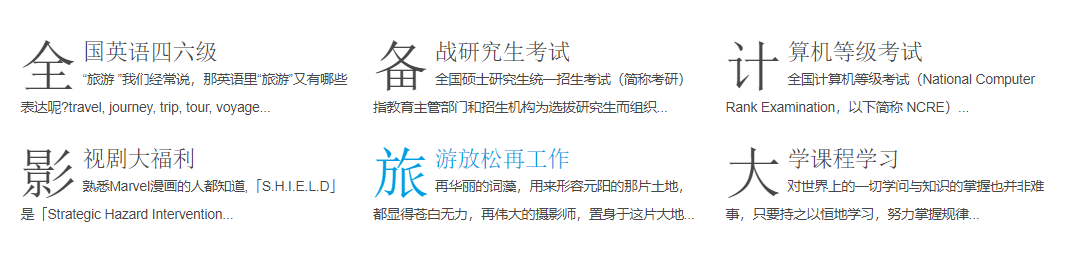 全国英语四六级
“旅游 ”我们经常说，那英语里“旅游”又有哪些
表达呢?travel, journey, trip, tour, voyage...
备战研究生考试
全国硕士研究生统一招生考试（简称考研）
指教育主管部门和招生机构为选拔研究生而组织...
计算机等级考试
全国计算机等级考试（National Computer
Rank Examination，以下简称 NCRE）...
影视剧大福利
熟悉Marvel漫画的人都知道,「S.H.I.E.L.D」
是「Strategic Hazard Intervention...
旅游放松再工作
再华丽的词藻，用来形容元阳的那片土地，
都显得苍白无力，再伟大的摄影师，置身于这片大地...
大学课程学习
对世界上的一切学问与知识的掌握也并非难
事，只要持之以恒地学习，努力掌握规律...